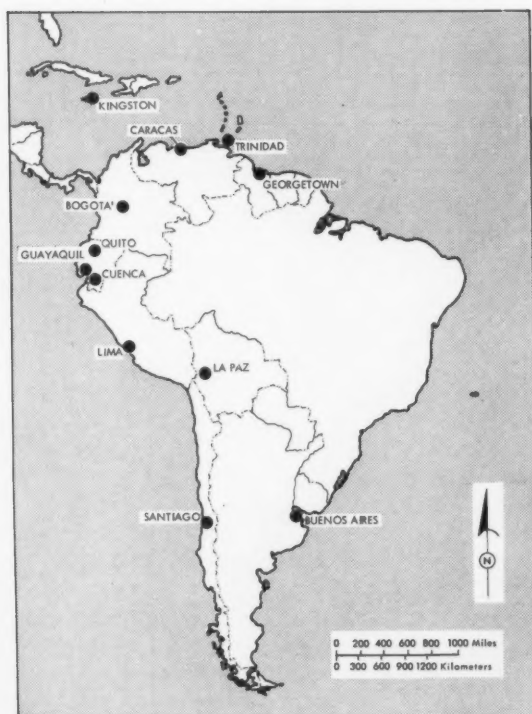 KINGSTON
CARACAS
TRINIDAD
GEORGETOWN
BOGOTA'
QUITO
GUAYAQUIL
CUENCA
LIMA
LA PAZ
SANTIAGO
BUENOS AIRES
N
0 200 400 600 800 1000 Miles
0 300 600 900 1200 Kilometers